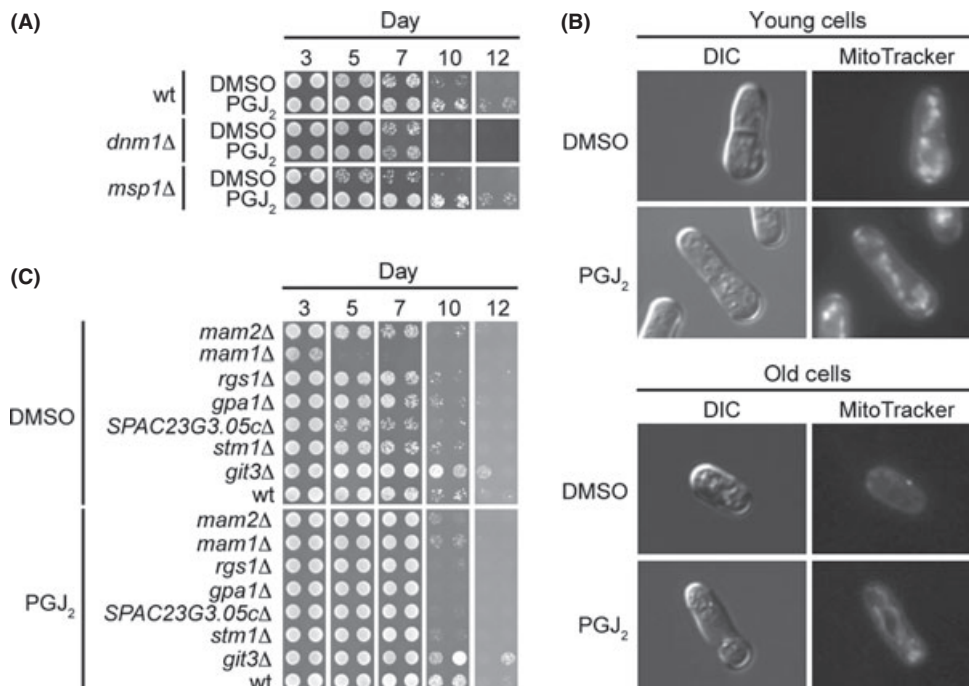 (A)
Day
3 5 7 10 12
wt
DMSO
PGJ2
dnm1Δ
DMSO
PGJ2
msp1Δ
DMSO
PGJ2
(B)
Young cells
DIC MitoTracker
DMSO
PGJ2
Old cells
DIC MitoTracker
DMSO
PGJ2
(C)
Day
3 5 7 10 12
DMSO
mam2Δ
mam1Δ
rgs1Δ
gpa1Δ
SPAC23G3.05cΔ
stm1Δ
git3Δ
wt
PGJ2
mam2Δ
mam1Δ
rgs1Δ
gpa1Δ
SPAC23G3.05cΔ
stm1Δ
git3Δ
wt